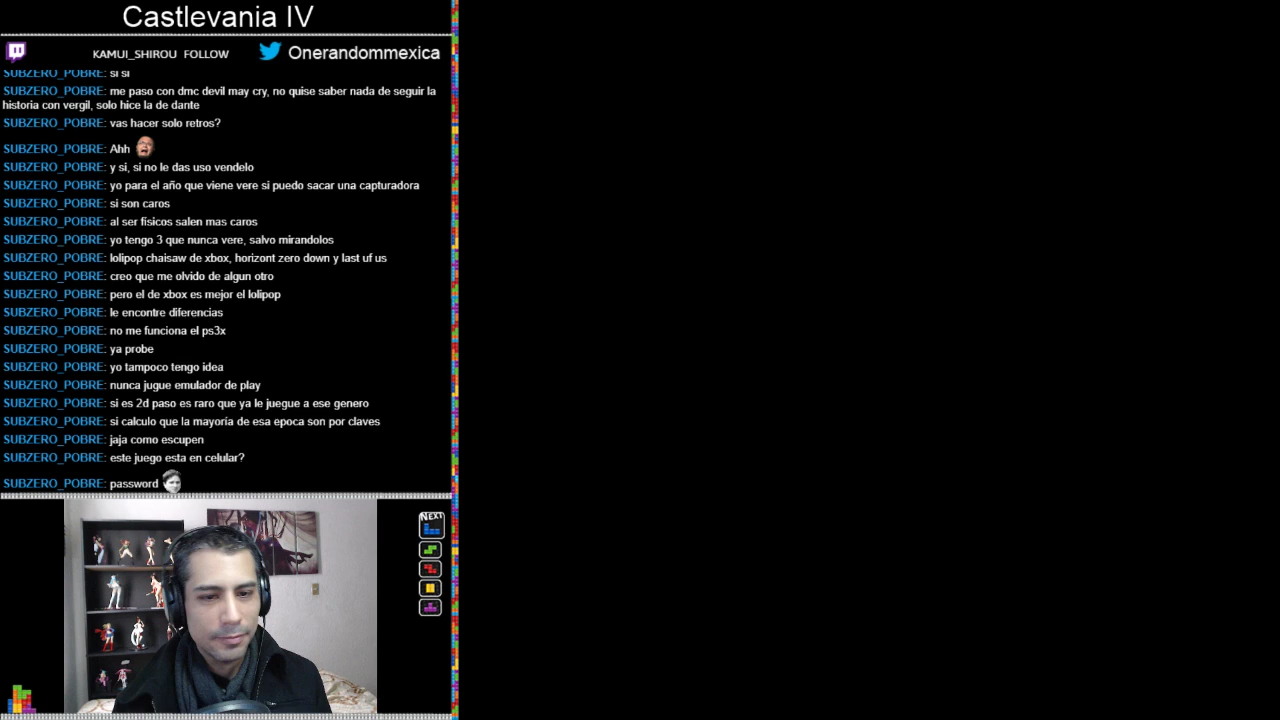 Castlevania IV
KAMUI_SHIROU FOLLOW
Onerandommexica
SUBZERO_POBRE: si si
SUBZERO_POBRE: me paso con dmc devil may cry, no quise saber nada de seguir la
historia con vergil, solo hice la de dante
SUBZERO_POBRE: vas hacer solo retros?
SUBZERO_POBRE: Ahh
SUBZERO_POBRE: y si, si no le das uso vendelo
SUBZERO_POBRE: yo para el año que viene vere si puedo sacar una capturadora
SUBZERO_POBRE: si son caros
SUBZERO_POBRE: al ser físicos salen mas caros
SUBZERO_POBRE: yo tengo 3 que nunca vere, salvo mirandolos
SUBZERO_POBRE: lolipop chaisaw de xbox, horizont zero down y last uf us
SUBZERO_POBRE: creo que me olvido de algun otro
SUBZERO_POBRE: pero el de xbox es mejor el lolipop
SUBZERO_POBRE: le encontre diferencias
SUBZERO_POBRE: no me funciona el ps3x
SUBZERO_POBRE: ya probe
SUBZERO_POBRE: yo tampoco tengo idea
SUBZERO_POBRE: nunca jugue emulador de play
SUBZERO_POBRE: si es 2d paso es raro que ya le juegue a ese genero
SUBZERO_POBRE: si calculo que la mayoría de esa epoca son por claves
SUBZERO_POBRE: jaja como escupen
SUBZERO_POBRE: este juego esta en celular?
SUBZERO_POBRE: password
NEXT